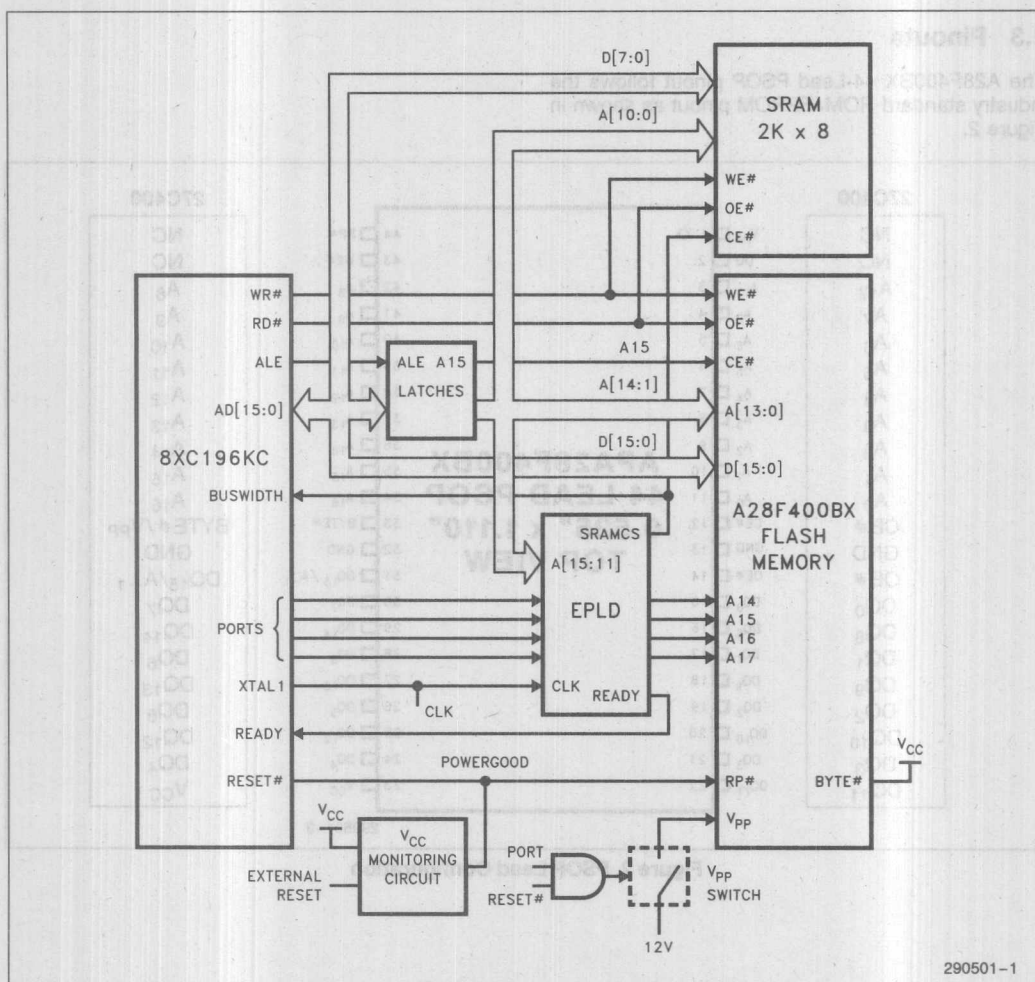 D[7:0]
SRAM
2K x 8
A[10:0]
WE#
OE#
CE#
WR#
RD#
ALE
AD[15:0]
8XC196KC
BUSWIDTH
PORTS
XTAL1
READY
RESET#
ALE A15
LATCHES
WE#
OE#
A15
CE#
A[14:1]
A[13:0]
D[15:0]
D[15:0]
A28F400BX
FLASH
MEMORY
SRAMCS
A[15:11]
EPLD
A14
A15
A16
A17
CLK
CLK
READY
POWERGOOD
RP#
BYTE#
VCC
VPP
VCC
VCC
MONITORING
CIRCUIT
EXTERNAL
RESET
PORT
RESET#
VPP
SWITCH
12V
290501-1